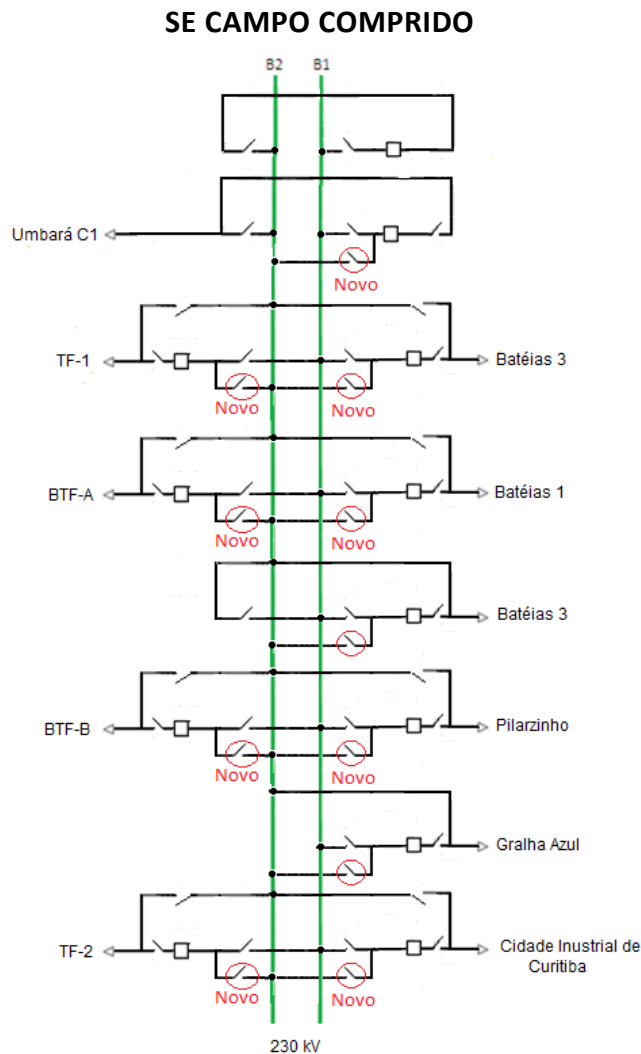 SE CAMPO COMPRIDO
B2 B1
Umbará C1
Novo
TF-1 Batéias 3
Novo Novo
BTF-A Batéias 1
Novo Novo
Batéias 3
BTF-B Pilarzinho
Novo Novo
Gralha Azul
TF-2 Cidade Inustrial de
Curitiba
Novo Novo
230 kV